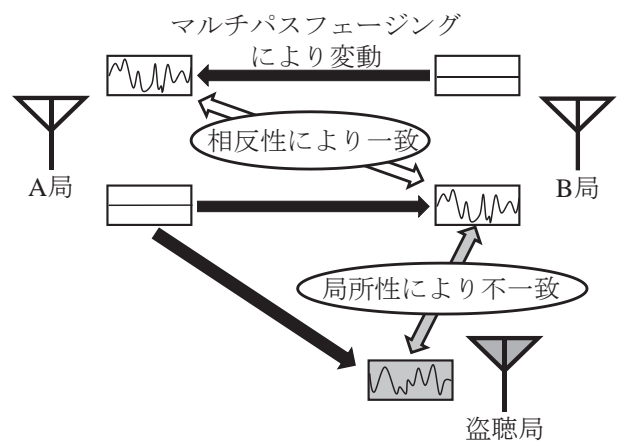 マルチパスフェージング
により変動
相反性により一致
A局
B局
局所性により不一致
盗聴局